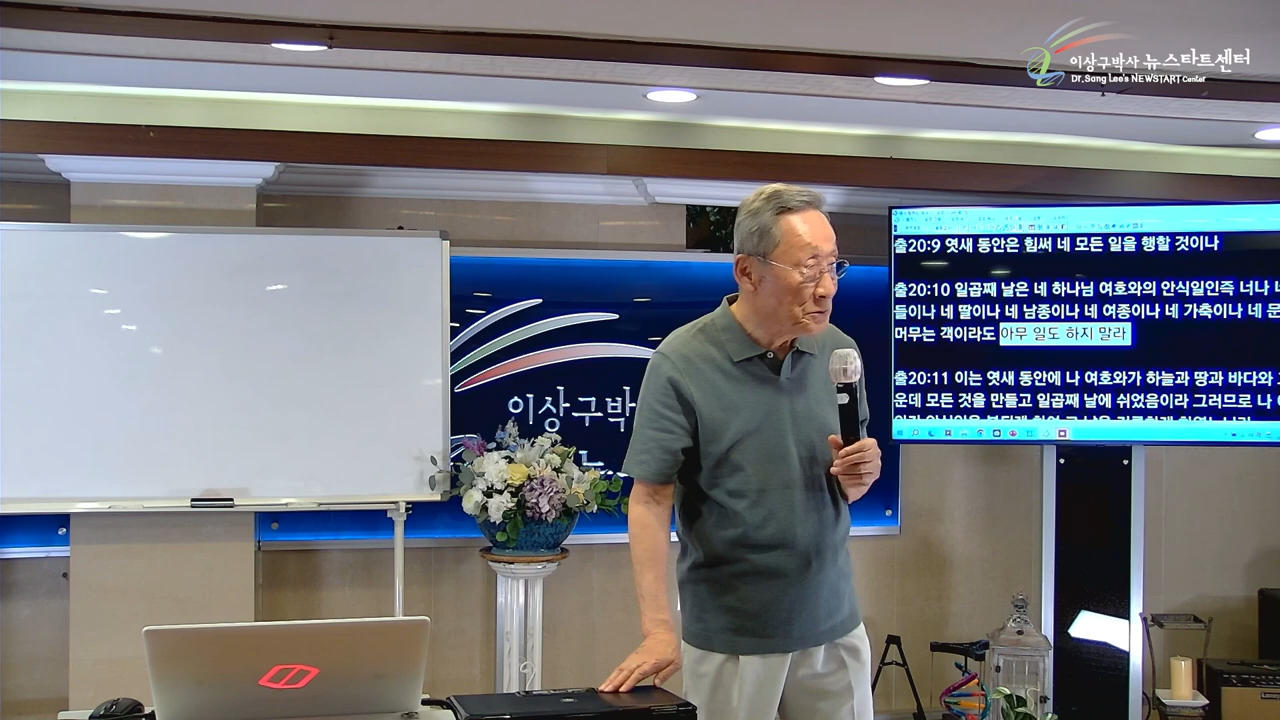 이상구박사 뉴스타트센터
Dr. Sang Lee's NEWSTART Center
출20:9 엿새 동안은 힘써 네 모든 일을 행할 것이나
출20:10 일곱째 날은 네 하나님 여호와의 안식일인즉 너나 네
들이나 네 딸이나 네 남종이나 네 여종이나 네 가축이나 네 문
머무는 객이라도 아무 일도 하지 말라
출20:11 이는 엿새 동안에 나 여호와가 하늘과 땅과 바다와 그
운데 모든 것을 만들고 일곱째 날에 쉬었음이라 그러므로 나
이상구박